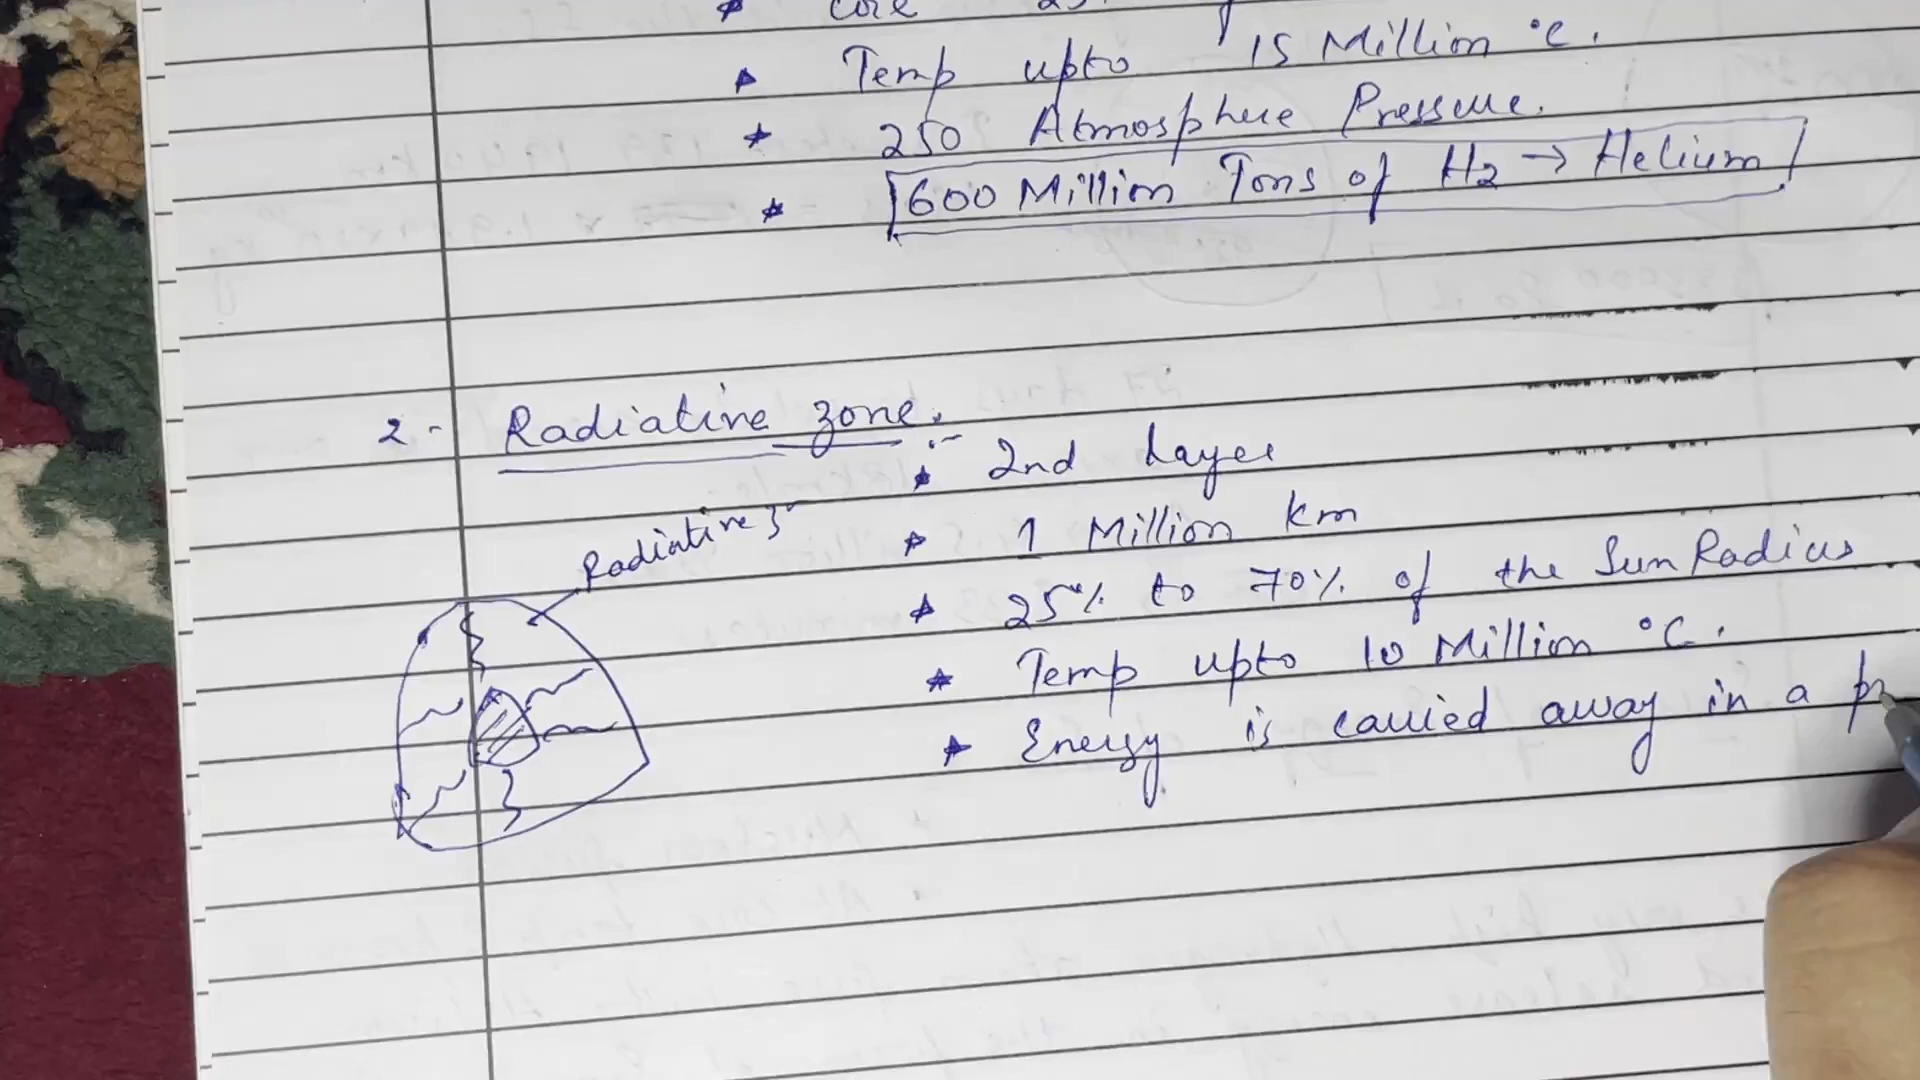 * Core
* Temp upto 15 Million °C.
* 250 Atmosphere Pressure.
* 600 Million Tons of H2 → Helium
2- Radiative zone :-
* 2nd Layer
Radiative z
* 1 Million km
* 25% to 70% of the Sun Radius
* Temp upto 10 Million °C.
* Energy is carried away in a